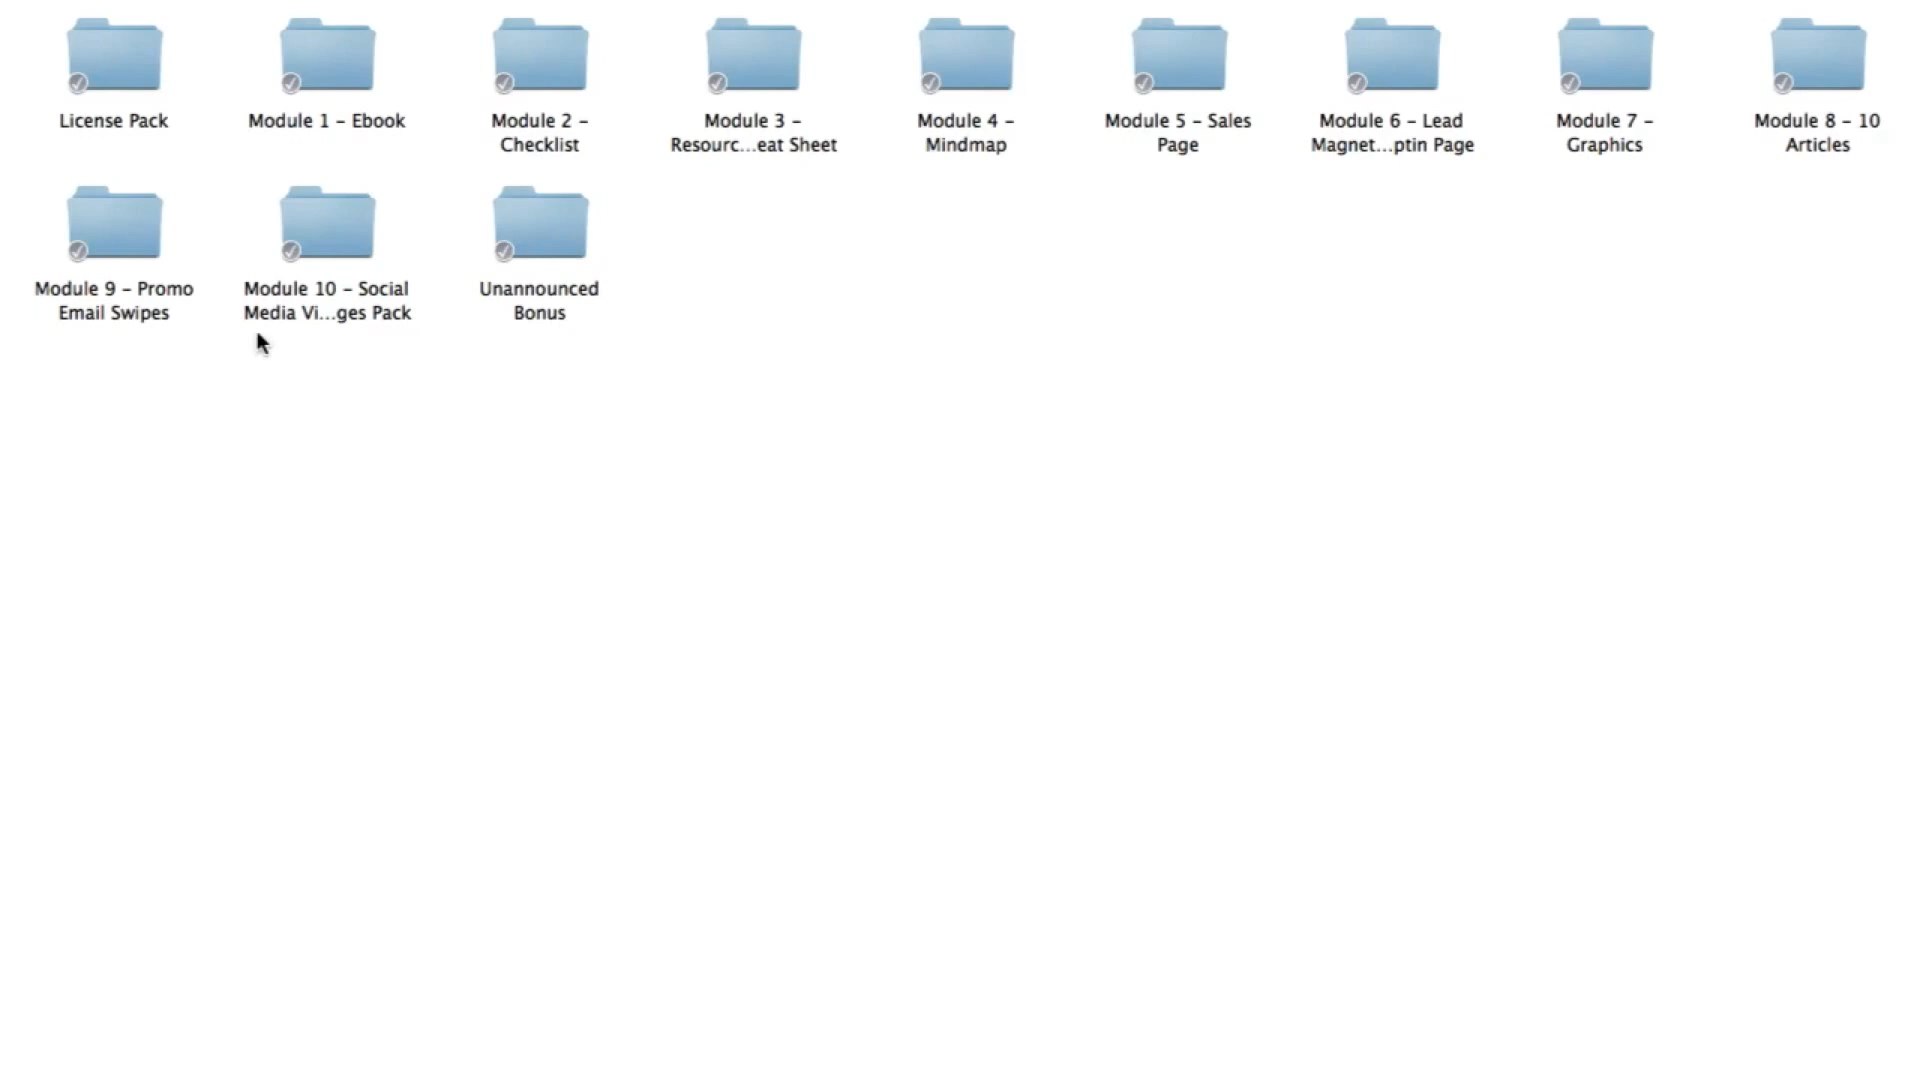 License Pack
Module 1 – Ebook
Module 2 –
Checklist
Module 3 –
Resourc...eat Sheet
Module 4 –
Mindmap
Module 5 – Sales
Page
Module 6 – Lead
Magnet...ptin Page
Module 7 –
Graphics
Module 8 – 10
Articles
Module 9 – Promo
Email Swipes
Module 10 – Social
Media Vi...ges Pack
Unannounced
Bonus